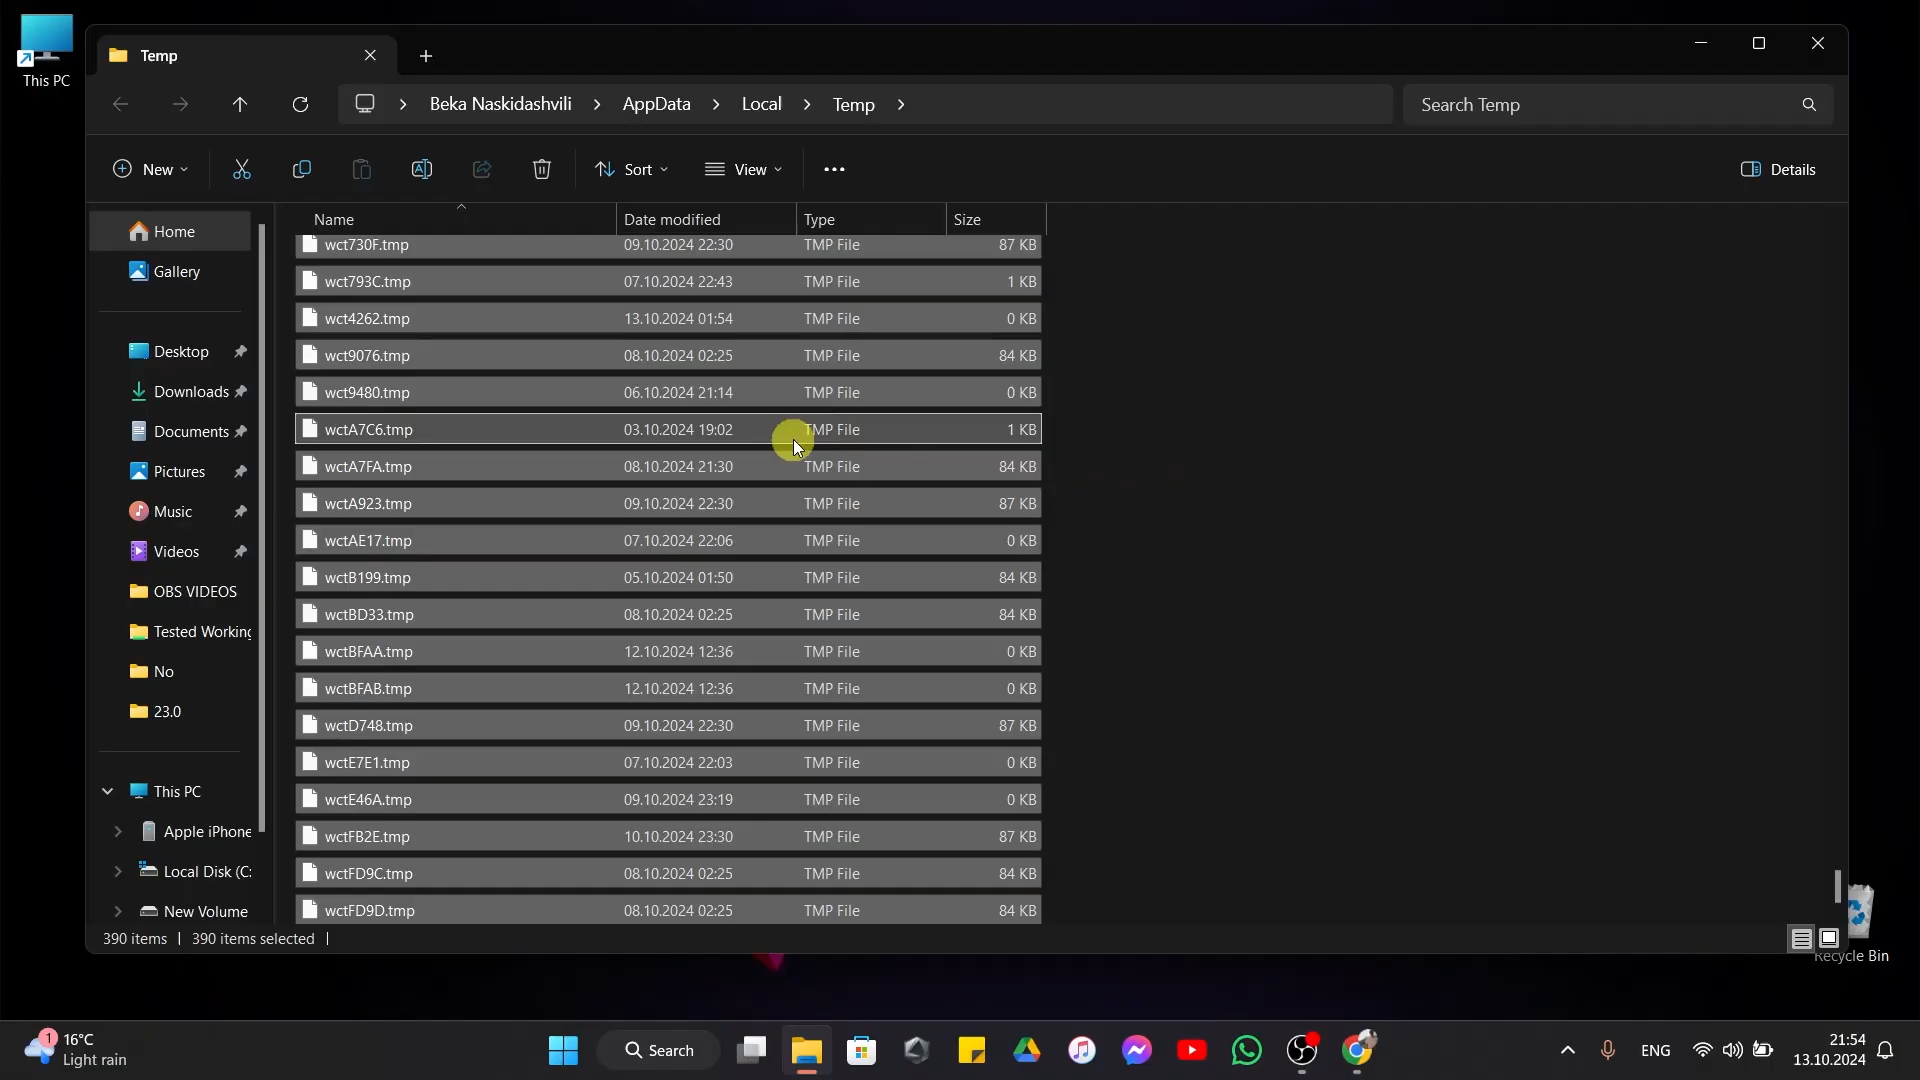 This PC
Temp
Beka Naskidashvili > AppData > Local > Temp >
Search Temp
New
Sort
View
Details
Home
Gallery
Desktop
Downloads
Documents
Pictures
Music
Videos
OBS VIDEOS
Tested Working
No
23.0
This PC
Apple iPhone
Local Disk (C:
New Volume
Name Date modified Type Size
wct730F.tmp 09.10.2024 22:30 TMP File 87 KB
wct793C.tmp 07.10.2024 22:43 TMP File 1 KB
wct4262.tmp 13.10.2024 01:54 TMP File 0 KB
wct9076.tmp 08.10.2024 02:25 TMP File 84 KB
wct9480.tmp 06.10.2024 21:14 TMP File 0 KB
wctA7C6.tmp 03.10.2024 19:02 TMP File 1 KB
wctA7FA.tmp 08.10.2024 21:30 TMP File 84 KB
wctA923.tmp 09.10.2024 22:30 TMP File 87 KB
wctAE17.tmp 07.10.2024 22:06 TMP File 0 KB
wctB199.tmp 05.10.2024 01:50 TMP File 84 KB
wctBD33.tmp 08.10.2024 02:25 TMP File 84 KB
wctBFAA.tmp 12.10.2024 12:36 TMP File 0 KB
wctBFAB.tmp 12.10.2024 12:36 TMP File 0 KB
wctD748.tmp 09.10.2024 22:30 TMP File 87 KB
wctE7E1.tmp 07.10.2024 22:03 TMP File 0 KB
wctE46A.tmp 09.10.2024 23:19 TMP File 0 KB
wctFB2E.tmp 10.10.2024 23:30 TMP File 87 KB
wctFD9C.tmp 08.10.2024 02:25 TMP File 84 KB
wctFD9D.tmp 08.10.2024 02:25 TMP File 84 KB
390 items | 390 items selected |
Recycle Bin
1
16°C
Light rain
Search
ENG
21:54
13.10.2024